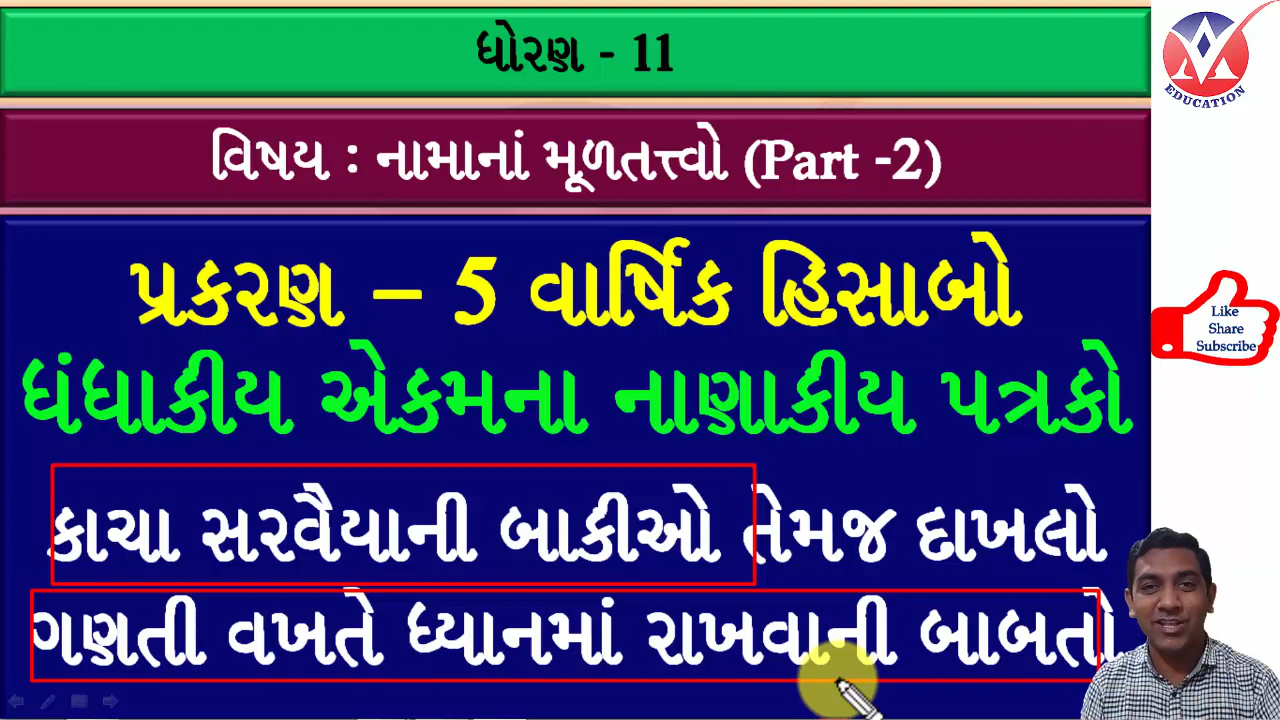 ધોરણ - 11
EDUCATION
વિષય : નામાનાં મૂળતત્ત્વો (Part -2)
પ્રકરણ – 5 વાર્ષિક હિસાબો
ધંધાકીય એકમના નાણાકીય પત્રકો
Like
Share
Subscribe
કાચા સરવૈયાની બાકીઓ તેમજ દાખલો
ગણતી વખતે ધ્યાનમાં રાખવાની બાબતો